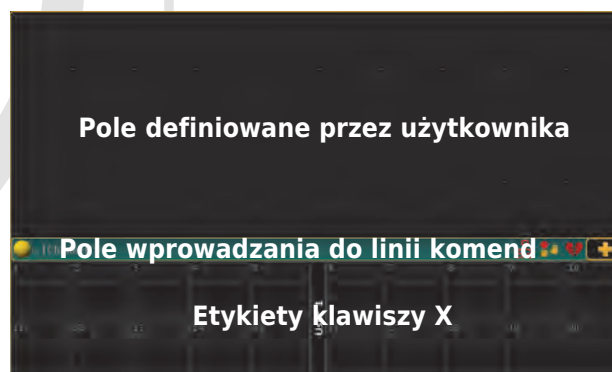 Pole definiowane przez użytkownika
Pole wprowadzania do linii komend
Etykiety klawiszy X